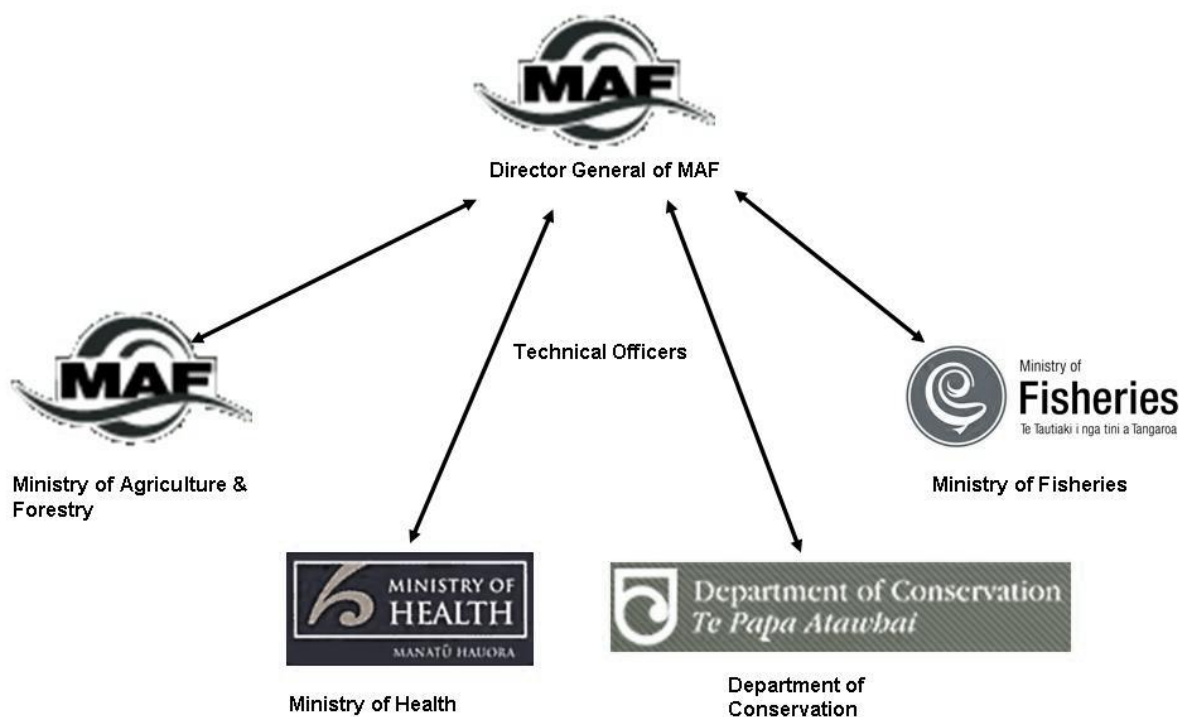 MAF
Director General of MAF
MAF
Technical Officers
Ministry of
Fisheries
Te Tautiaki i nga tini a Tangaroa
Ministry of Agriculture &
Forestry
Ministry of Fisheries
MINISTRY OF
HEALTH
MANATŪ HAUORA
Department of Conservation
Te Papa Atawhai
Ministry of Health
Department of
Conservation